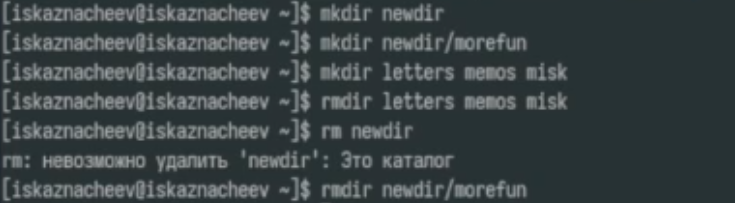 [iskaznacheev@iskaznacheev ~]$ mkdir newdir
[iskaznacheev@iskaznacheev ~]$ mkdir newdir/morefun
[iskaznacheev@iskaznacheev ~]$ mkdir letters memos misk
[iskaznacheev@iskaznacheev ~]$ rmdir letters memos misk
[iskaznacheev@iskaznacheev ~]$ rm newdir
rm: невозможно удалить 'newdir': Это каталог
[iskaznacheev@iskaznacheev ~]$ rmdir newdir/morefun